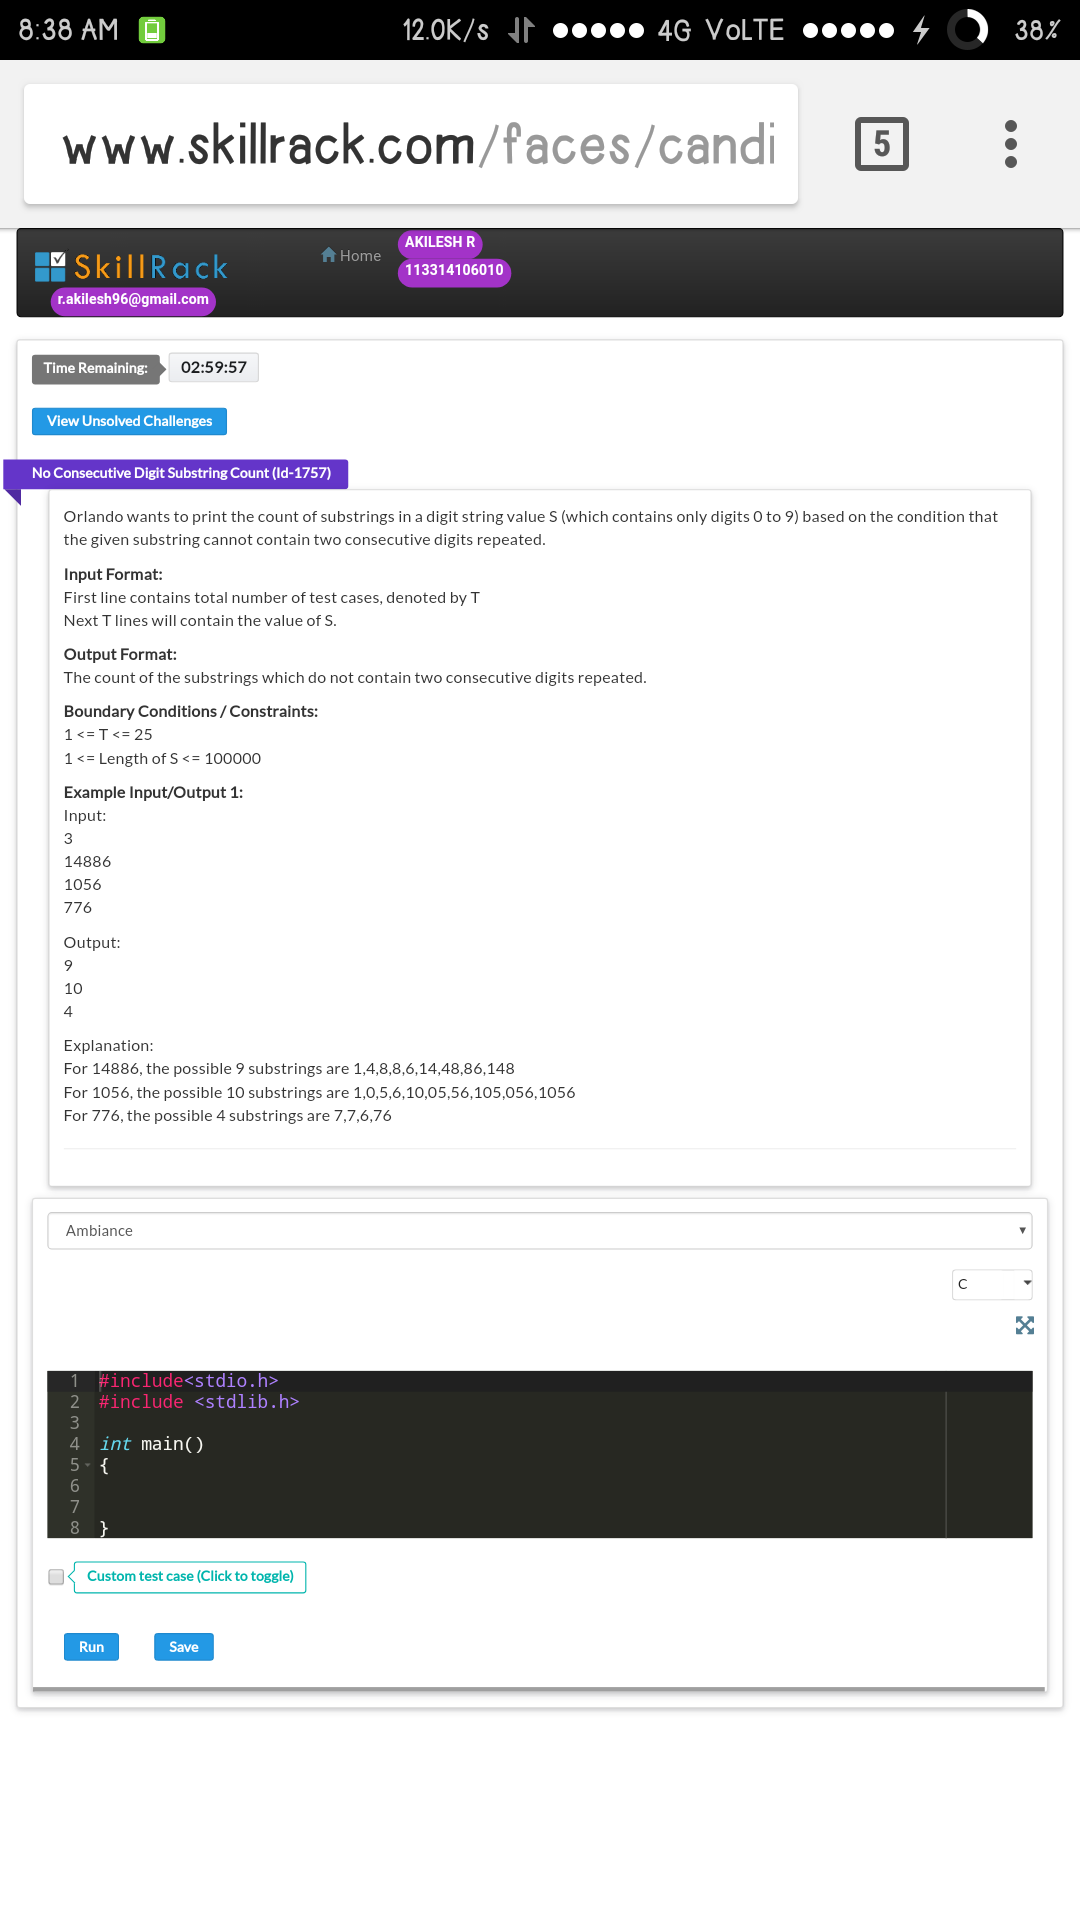 8:38 AM 12.0K/s 4G VoLTE 38%
www.skillrack.com/faces/candi 5
SkillRack Home AKILESH R
113314106010
r.akilesh96@gmail.com
Time Remaining: 02:59:57
View Unsolved Challenges
No Consecutive Digit Substring Count (Id-1757)
Orlando wants to print the count of substrings in a digit string value S (which contains only digits 0 to 9) based on the condition that
the given substring cannot contain two consecutive digits repeated.
Input Format:
First line contains total number of test cases, denoted by T
Next T lines will contain the value of S.
Output Format:
The count of the substrings which do not contain two consecutive digits repeated.
Boundary Conditions / Constraints:
1 <= T <= 25
1 <= Length of S <= 100000
Example Input/Output 1:
Input:
3
14886
1056
776
Output:
9
10
4
Explanation:
For 14886, the possible 9 substrings are 1,4,8,8,6,14,48,86,148
For 1056, the possible 10 substrings are 1,0,5,6,10,05,56,105,056,1056
For 776, the possible 4 substrings are 7,7,6,76
Ambiance
C
1 #include<stdio.h>
2 #include <stdlib.h>
3
4 int main()
5 {
6
7
8 }
Custom test case (Click to toggle)
Run Save